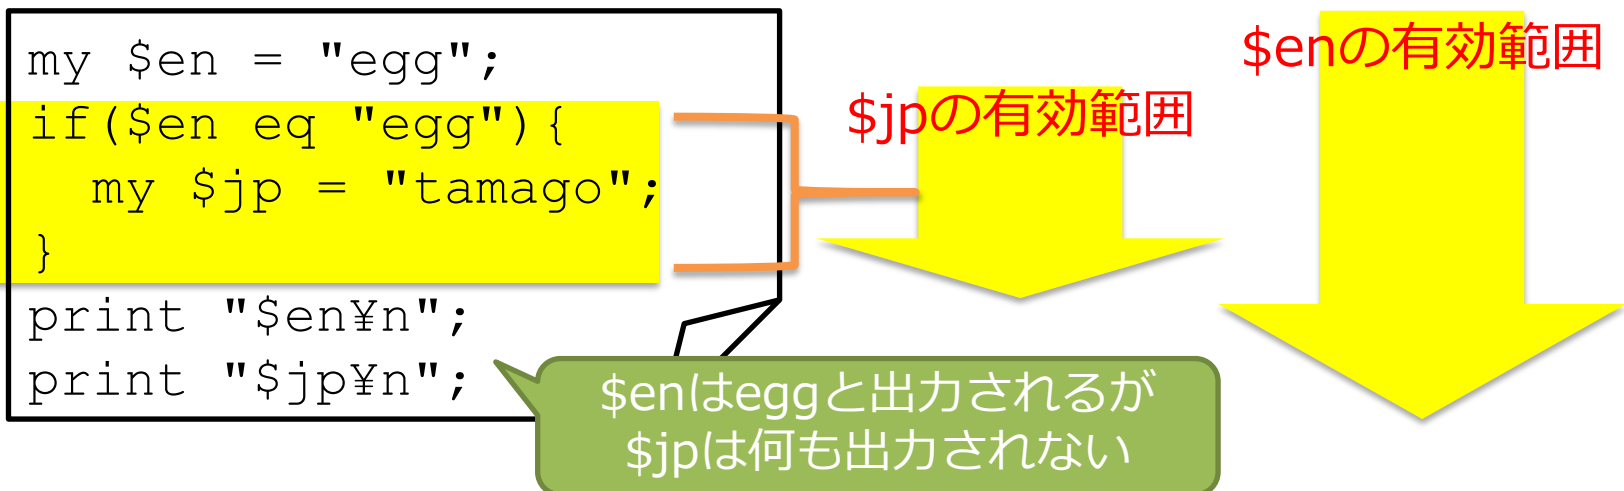 my $en = "egg";
if($en eq "egg"){
  my $jp = "tamago";
}
print "$en¥n";
print "$jp¥n";
$jpの有効範囲
$enの有効範囲
$enはeggと出力されるが
$jpは何も出力されない